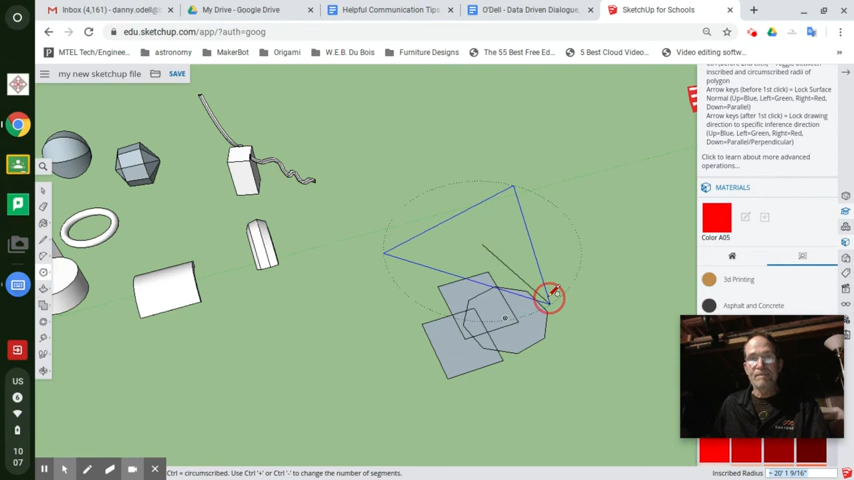 Inbox (4,161) - danny.odell@
My Drive - Google Drive
Helpful Communication Tips
O'Dell - Data Driven Dialogue,
SketchUp for Schools
edu.sketchup.com/app/?auth=goog
MTEL Tech&Engineer
astronomy
MakerBot
Origami
W.E.B. Du Bois
Furniture Designs
The 55 Best Free Ed...
5 Best Cloud Video...
Video editing softw...
my new sketchup file
SAVE
inscribed and circumscribed radii of
polygon
Arrow keys (before 1st click) = Lock Surface
Normal (Up=Blue, Left=Green, Right=Red,
Down=Parallel)
Arrow keys (after 1st click) = Lock drawing
direction to specific inference direction
(Up=Blue, Left=Green, Right=Red,
Down=Parallel/Perpendicular)
Click to learn about more advanced
operations...
MATERIALS
Color A05
3d Printing
Asphalt and Concrete
US
6
10
07
Ctrl = circumscribed. Use Ctrl '+' or Ctrl '-' to change the number of segments.
Inscribed Radius
~ 20' 1 9/16"